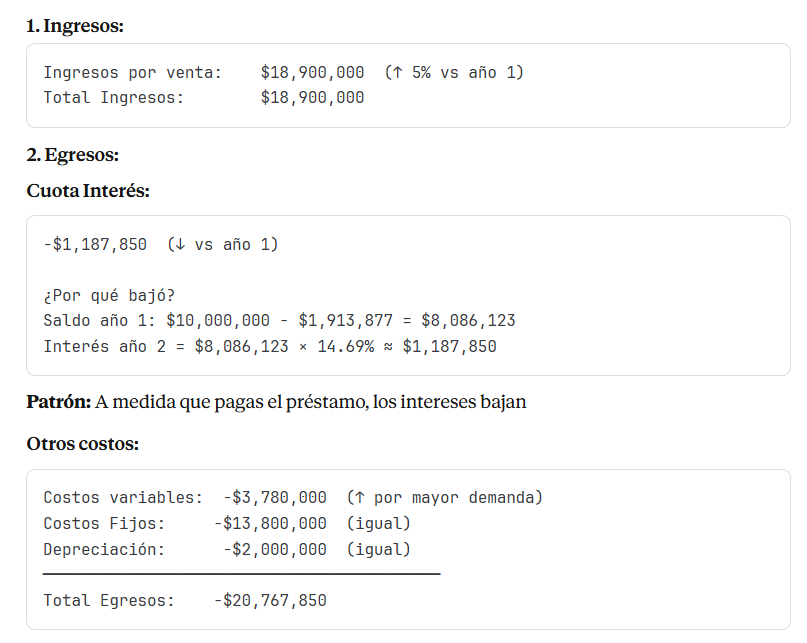 1. Ingresos:
Ingresos por venta:    $18,900,000  (↑ 5% vs año 1)
Total Ingresos:        $18,900,000
2. Egresos:
Cuota Interés:
-$1,187,850  (↓ vs año 1)
¿Por qué bajó?
Saldo año 1: $10,000,000 - $1,913,877 = $8,086,123
Interés año 2 = $8,086,123 × 14.69% ≈ $1,187,850
Patrón: A medida que pagas el préstamo, los intereses bajan
Otros costos:
Costos variables:  -$3,780,000  (↑ por mayor demanda)
Costos Fijos:     -$13,800,000  (igual)
Depreciación:      -$2,000,000  (igual)
Total Egresos:    -$20,767,850